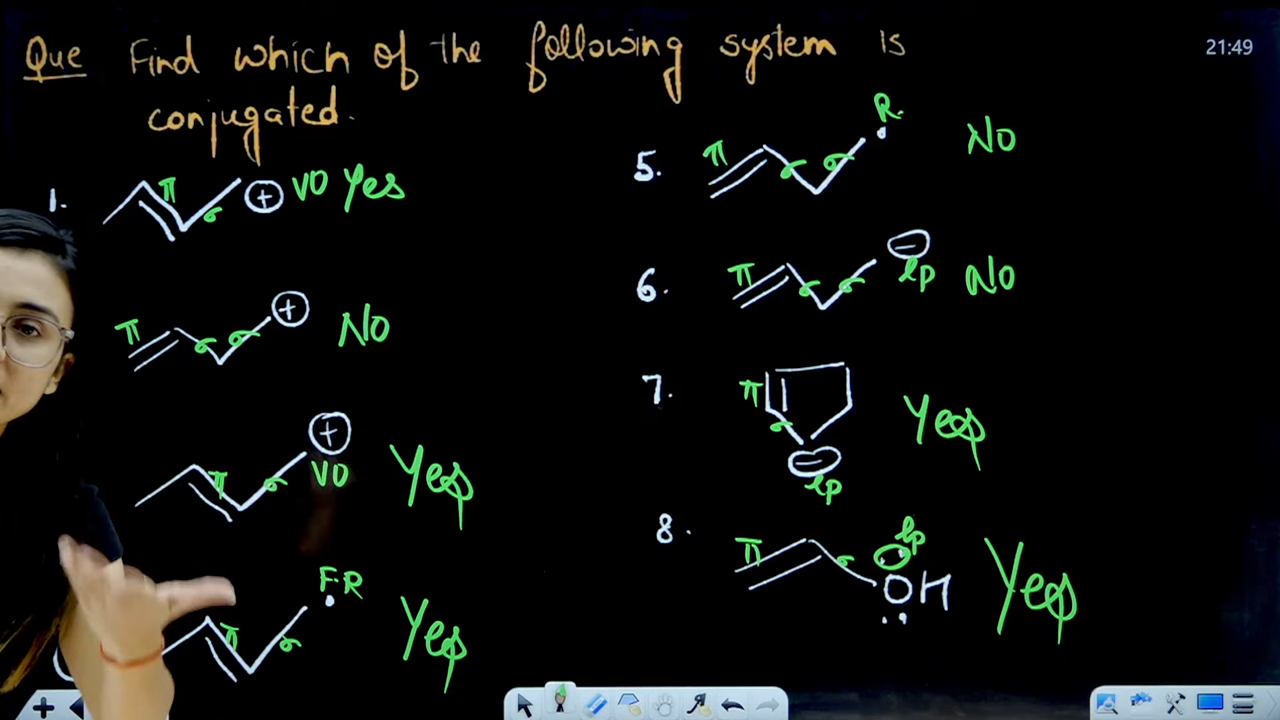 Que Find which of the following system is
conjugated.
21:49
1. π σ ⊕ VO Yes
π σ σ ⊕ No
π σ ⊕ VO Yes
π σ F.R Yes
5. π σ σ R. No
6. π σ σ ⊖ lp No
7. π σ ⊖ lp Yes
8. π σ lp OH Yes